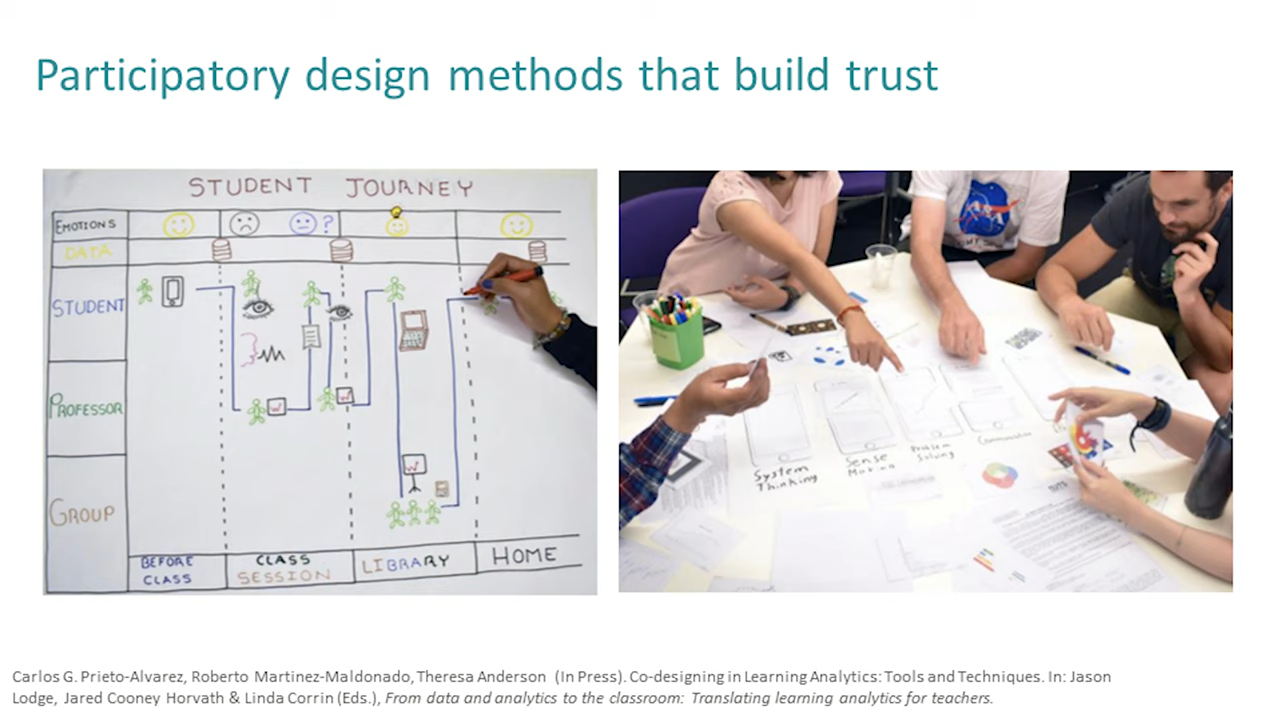 Participatory design methods that build trust
STUDENT JOURNEY
EMOTIONS
?
DATA
STUDENT
PROFESSOR
GROUP
BEFORE CLASS
CLASS SESSION
LIBRARY
HOME
NASA
System Thinking
Sense Making
Problem Solving
Communication
Carlos G. Prieto-Alvarez, Roberto Martinez-Maldonado, Theresa Anderson (In Press). Co-designing in Learning Analytics: Tools and Techniques. In: Jason
Lodge, Jared Cooney Horvath & Linda Corrin (Eds.), From data and analytics to the classroom: Translating learning analytics for teachers.